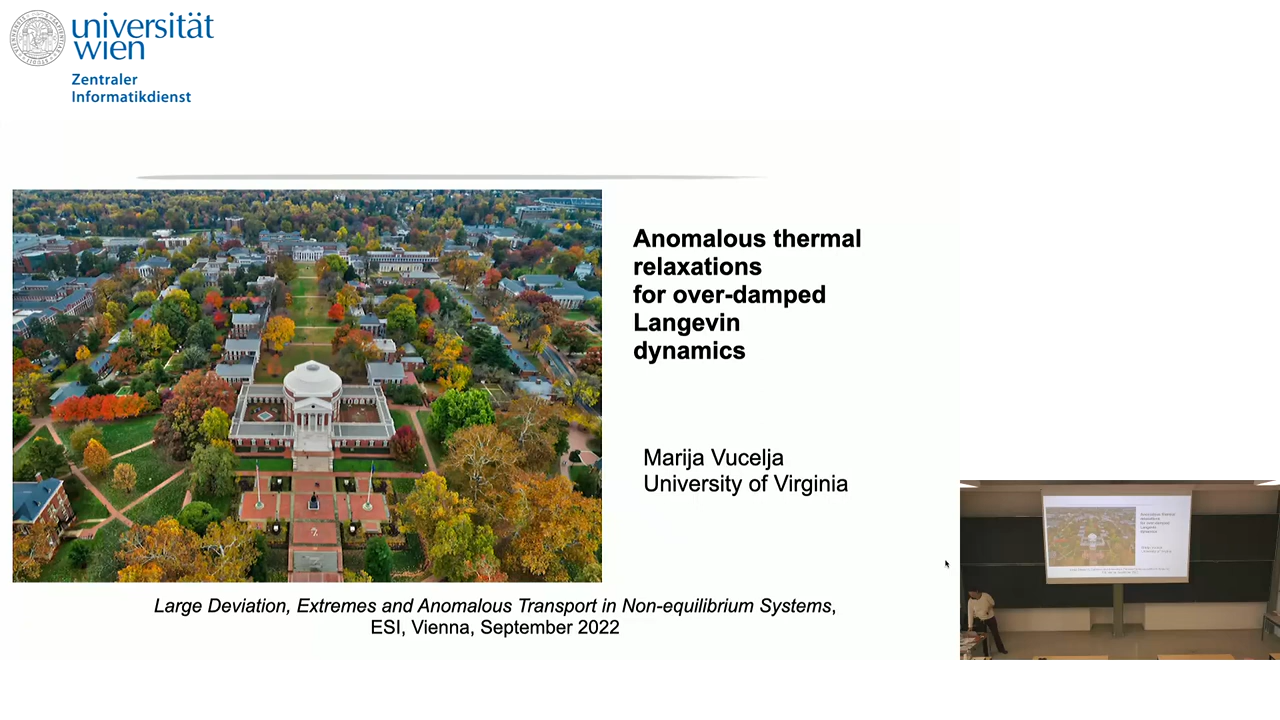 universität
wien
Zentraler
Informatikdienst
Anomalous thermal
relaxations
for over-damped
Langevin
dynamics
Marija Vucelja
University of Virginia
Large Deviation, Extremes and Anomalous Transport in Non-equilibrium Systems,
ESI, Vienna, September 2022